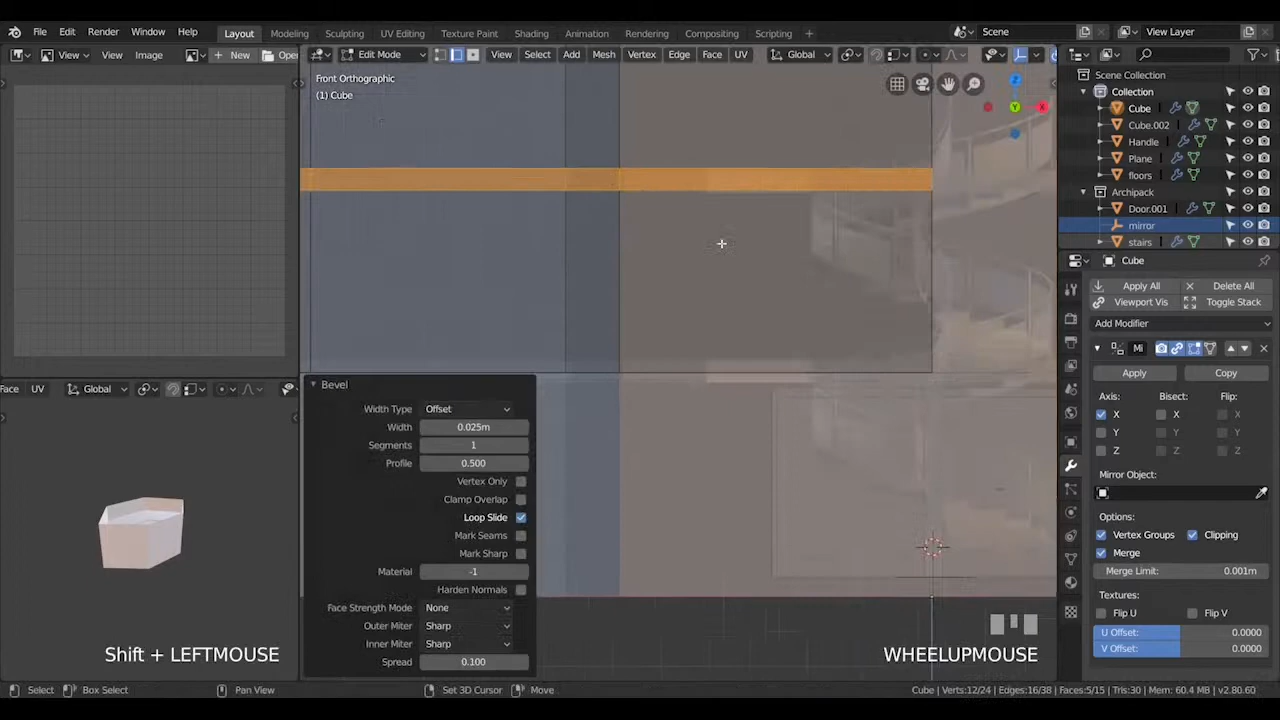 File Edit Render Window Help Layout Modeling Sculpting UV Editing Texture Paint Shading Animation Rendering Compositing Scripting + Scene View Layer
View View Image + New Ope Edit Mode View Select Add Mesh Vertex Edge Face UV Global
Front Orthographic
(1) Cube
Scene Collection
Collection
Cube
Cube.002
Handle
Plane
floors
Archipack
Door.001
mirror
stairs
Cube
Apply All Delete All
Viewport Vis Toggle Stack
Add Modifier
Mi
Apply Copy
Axis: Bisect: Flip:
X X X
Y Y Y
Z Z Z
Mirror Object:
Options:
Vertex Groups Clipping
Merge
Merge Limit: 0.001m
Textures:
Flip U Flip V
U Offset: 0.0000
V Offset: 0.0000
Face UV Global
Bevel
Width Type Offset
Width 0.025m
Segments 1
Profile 0.500
Vertex Only
Clamp Overlap
Loop Slide
Mark Seams
Mark Sharp
Material -1
Harden Normals
Face Strength Mode None
Outer Miter Sharp
Inner Miter Sharp
Spread 0.100
Shift + LEFTMOUSE
WHEELUPMOUSE
Select Box Select Pan View Set 3D Cursor Move Cube | Verts:12/24 | Edges:16/38 | Faces:5/15 | Tris:30 | Mem: 60.4 MB | v2.80.60